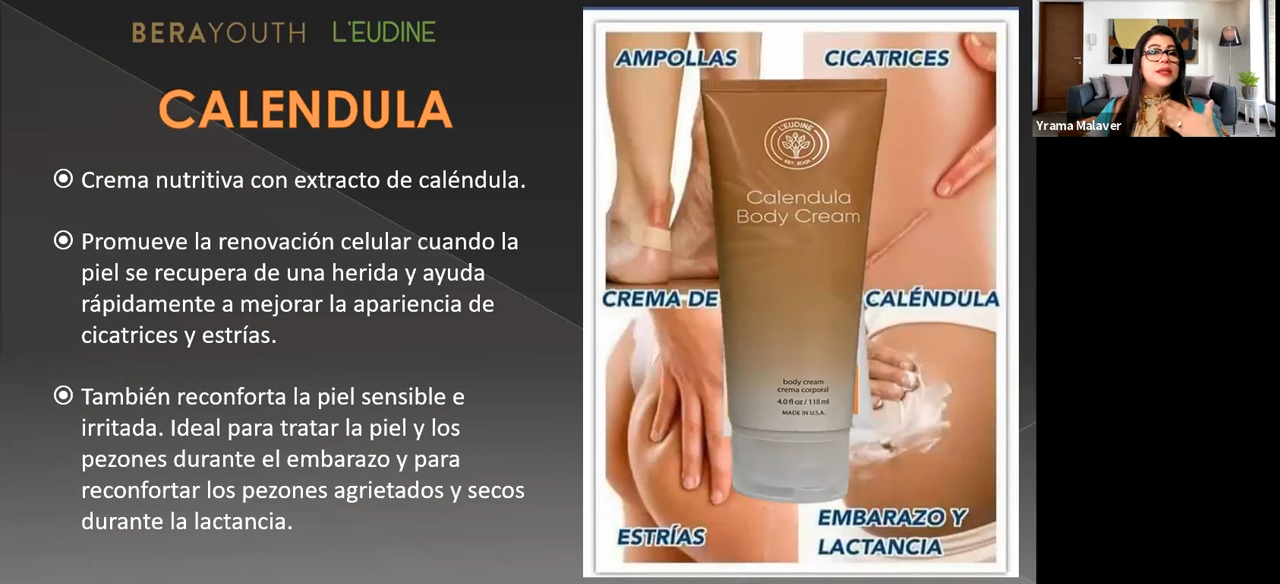 BERAYOUTH L'EUDINE
CALENDULA
Crema nutritiva con extracto de caléndula.
Promueve la renovación celular cuando la
piel se recupera de una herida y ayuda
rápidamente a mejorar la apariencia de
cicatrices y estrías.
También reconforta la piel sensible e
irritada. Ideal para tratar la piel y los
pezones durante el embarazo y para
reconfortar los pezones agrietados y secos
durante la lactancia.
AMPOLLAS
CICATRICES
L'EUDINE
EST. 2001
Calendula
Body Cream
CREMA DE
CALÉNDULA
body cream
crema corporal
4.0 fl oz / 118 ml
MADE IN U.S.A.
ESTRÍAS
EMBARAZO Y
LACTANCIA
Yrama Malaver